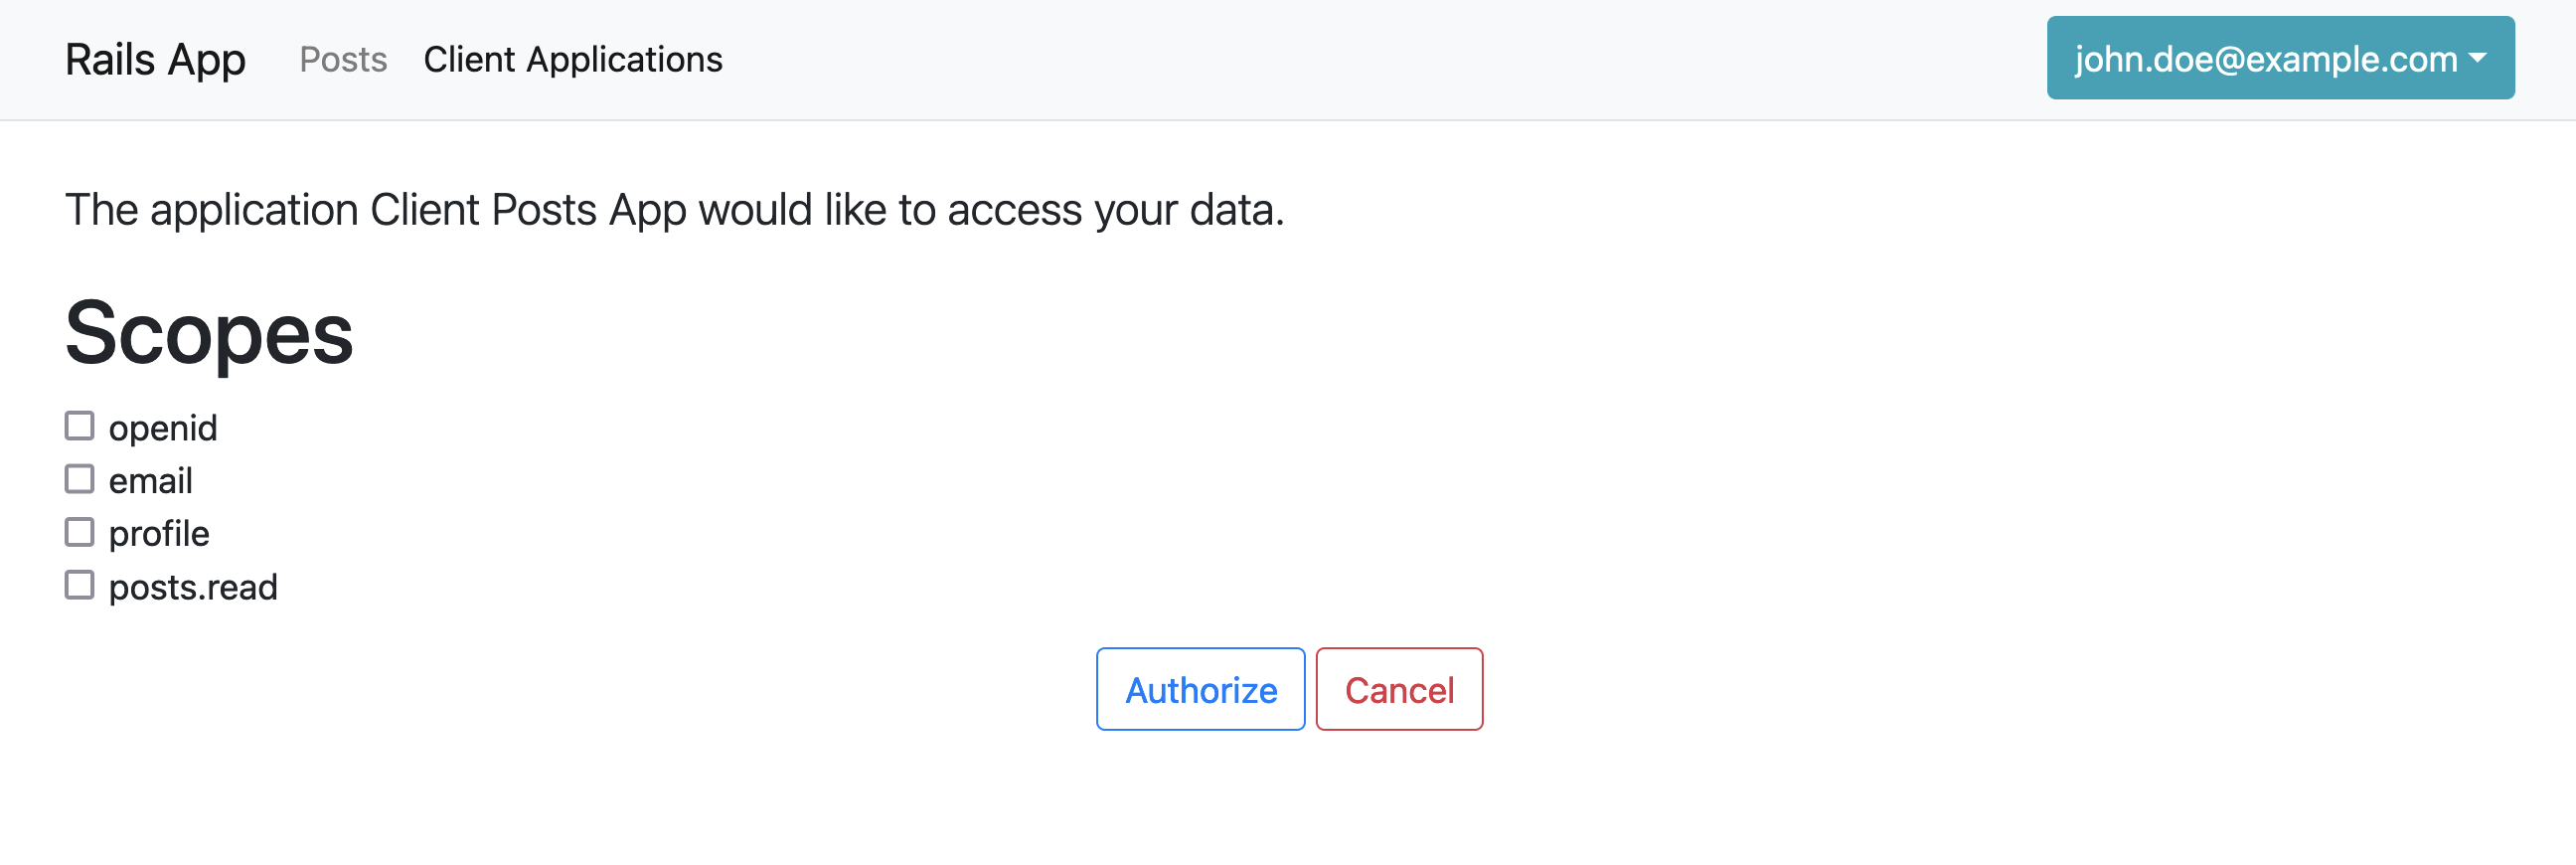 Rails App Posts Client Applications john.doe@example.com
The application Client Posts App would like to access your data.
Scopes
openid
email
profile
posts.read
Authorize Cancel